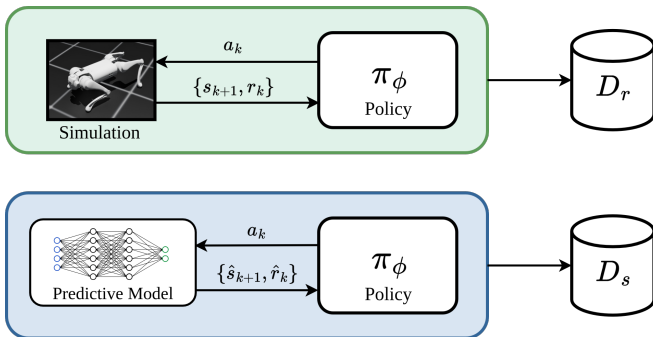 a_k
π_ϕ
{s_{k+1}, r_k}
Policy
Simulation
D_r
a_k
π_ϕ
{ŝ_{k+1}, r̂_k}
Policy
Predictive Model
D_s